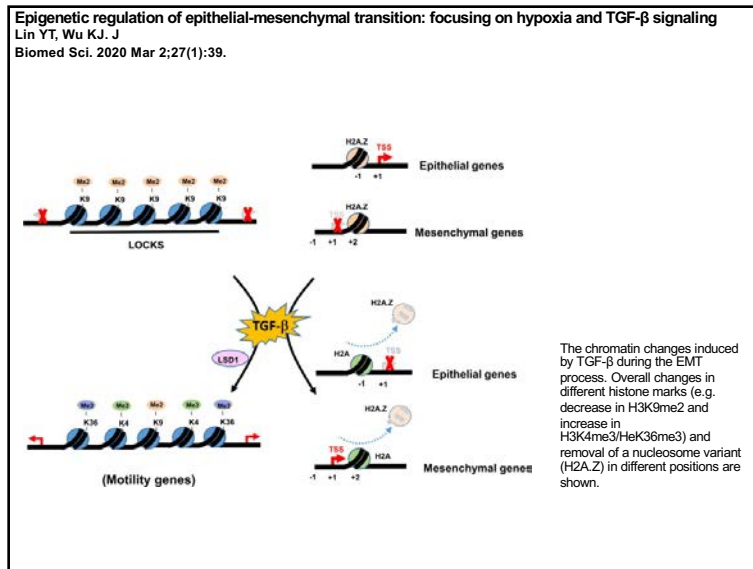 Epigenetic regulation of epithelial-mesenchymal transition: focusing on hypoxia and TGF-β signaling
Lin YT, Wu KJ. J
Biomed Sci. 2020 Mar 2;27(1):39.
Me2 Me2 Me2 Me2 Me2
K9 K9 K9 K9 K9
LOCKS
H2A.Z
TSS
Epithelial genes
-1 +1
H2A.Z
TSS
Mesenchymal genes
-1 +1 +2
TGF-β
LSD1
H2A.Z
H2A
TSS
Epithelial genes
-1 +1
H2A.Z
TSS
H2A
Mesenchymal genes
-1 +1 +2
Me3 Me3 Me2 Me3 Me3
K36 K4 K9 K4 K36
(Motility genes)
The chromatin changes induced
by TGF-β during the EMT
process. Overall changes in
different histone marks (e.g.
decrease in H3K9me2 and
increase in
H3K4me3/HeK36me3) and
removal of a nucleosome variant
(H2A.Z) in different positions are
shown.